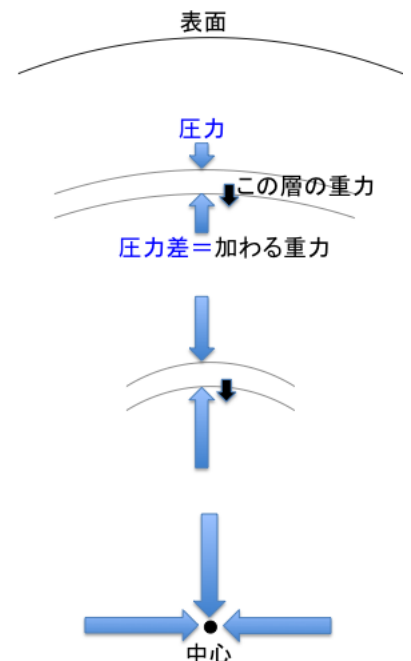 表面
圧力
この層の重力
圧力差＝加わる重力
中心